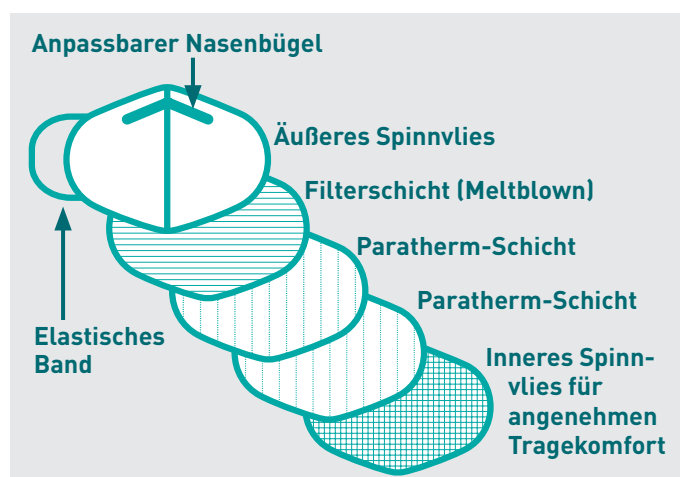 Anpassbarer Nasenbügel
Äußeres Spinnvlies
Filterschicht (Meltblown)
Paratherm-Schicht
Paratherm-Schicht
Elastisches
Band
Inneres Spinn-
vlies für
angenehmen
Tragekomfort